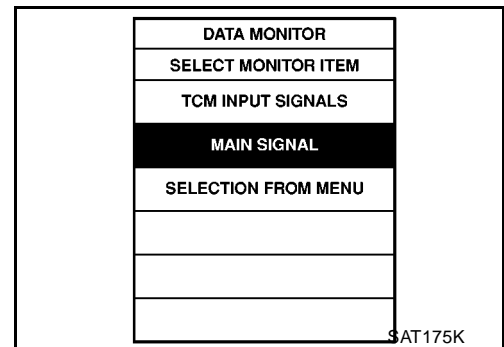 DATA MONITOR
SELECT MONITOR ITEM
TCM INPUT SIGNALS
MAIN SIGNAL
SELECTION FROM MENU
SAT175K